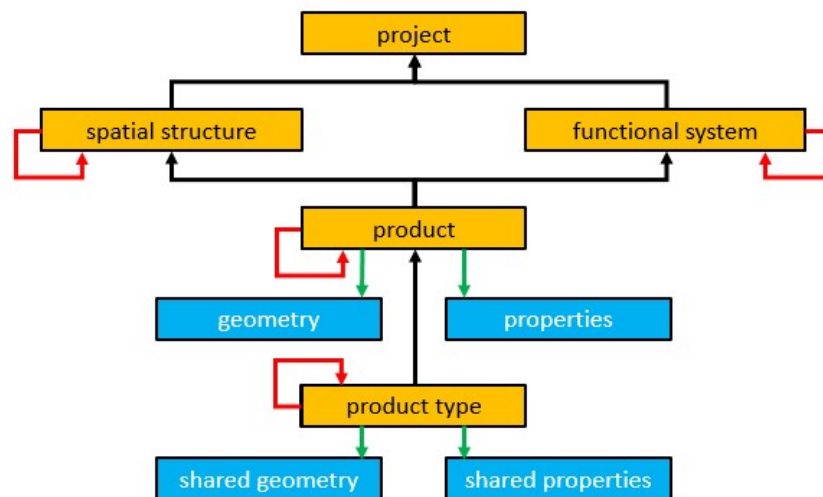 project
spatial structure
functional system
product
geometry
properties
product type
shared geometry
shared properties